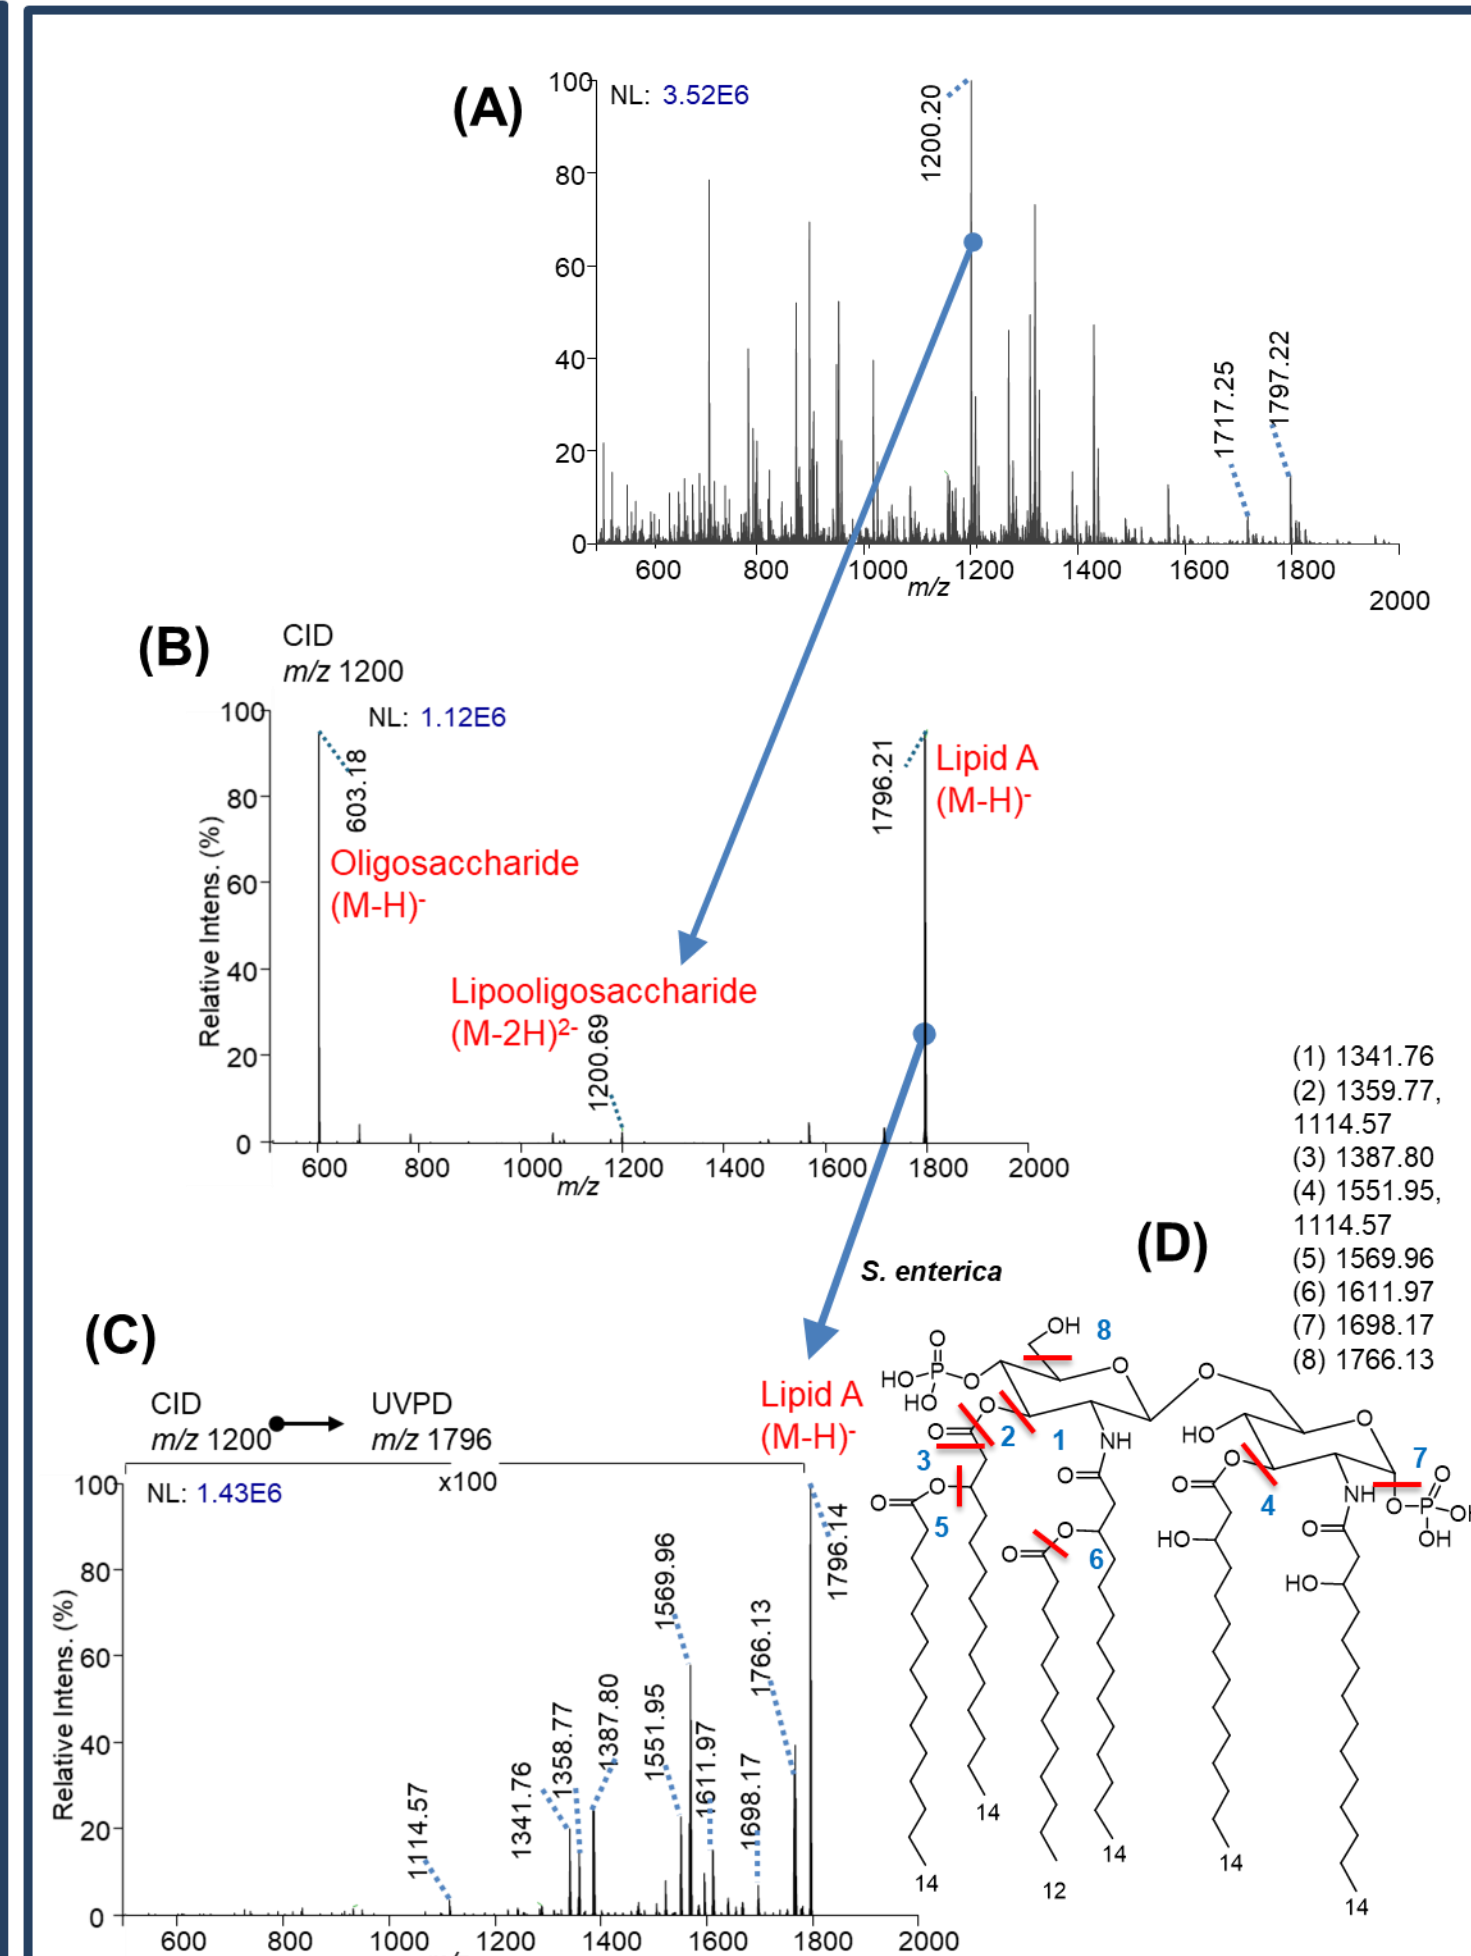 (A)
NL: 3.52E6
1200.20
1717.25
1797.22
100
80
60
40
20
0
600 800 1000 1200 1400 1600 1800
2000
m/z
(B)
CID
m/z 1200
NL: 1.12E6
603.18
Oligosaccharide
(M-H)-
Lipooligosaccharide
(M-2H)2-
1200.69
1796.21
Lipid A
(M-H)-
Relative Intens. (%)
100
80
60
40
20
0
600 800 1000 1200 1400 1600 1800 2000
m/z
(C)
CID
m/z 1200
UVPD
m/z 1796
x100
NL: 1.43E6
Lipid A
(M-H)-
1114.57
1341.76
1358.77
1387.80
1551.95
1569.96
1611.97
1698.17
1766.13
1796.14
Relative Intens. (%)
100
80
60
40
20
0
600 800 1000 1200 1400 1600 1800 2000
(D)
S. enterica
(1) 1341.76
(2) 1359.77,
1114.57
(3) 1387.80
(4) 1551.95,
1114.57
(5) 1569.96
(6) 1611.97
(7) 1698.17
(8) 1766.13
OH 8
O
HO P O O O
HO
O
O 2 1 NH HO O 7
3 O O 4 NH O P OH
O O 5 O 6 HO O OH
O HO
14
14
12
14
14
14